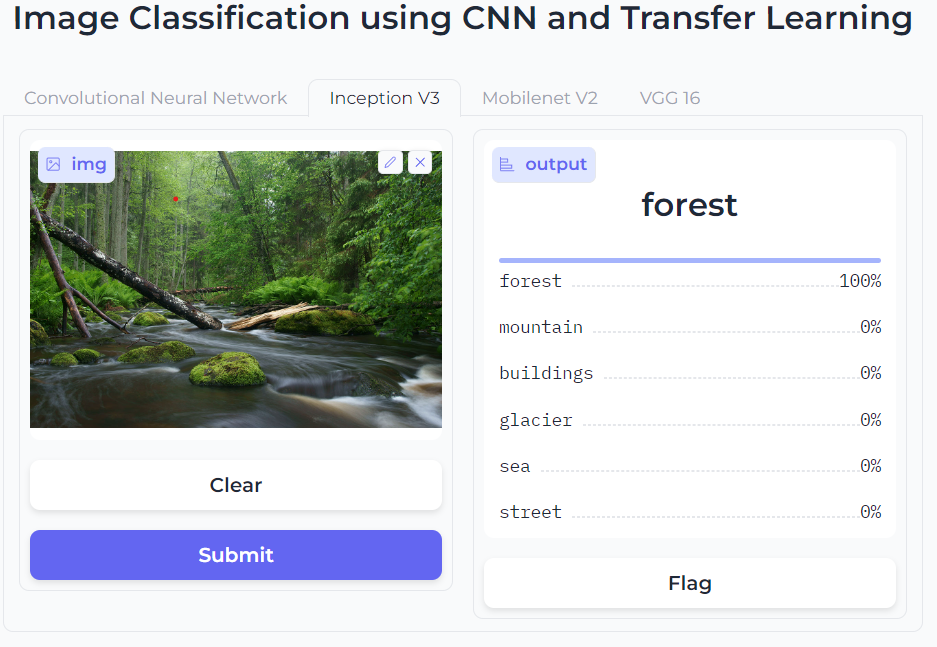 Image Classification using CNN and Transfer Learning
Convolutional Neural Network
Inception V3
Mobilenet V2
VGG 16
img
Clear
Submit
output
forest
forest 100%
mountain 0%
buildings 0%
glacier 0%
sea 0%
street 0%
Flag